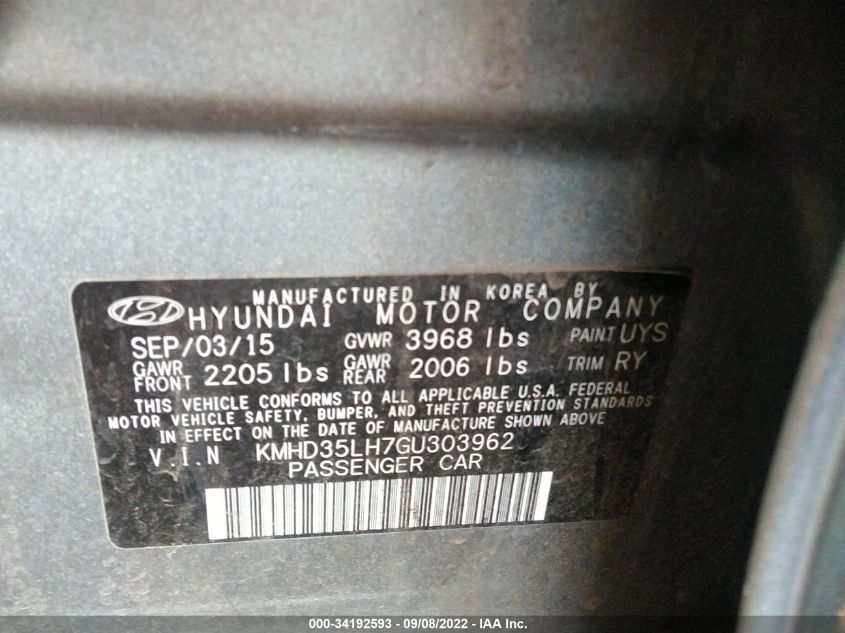 MANUFACTURED IN KOREA BY
HYUNDAI MOTOR COMPANY
SEP/03/15 GVWR 3968 lbs PAINT UYS
GAWR FRONT 2205 lbs GAWR REAR 2006 lbs TRIM RY
THIS VEHICLE CONFORMS TO ALL APPLICABLE U.S.A. FEDERAL
MOTOR VEHICLE SAFETY, BUMPER, AND THEFT PREVENTION STANDARDS
IN EFFECT ON THE DATE OF MANUFACTURE SHOWN ABOVE
V.I.N KMHD35LH7GU303962
PASSENGER CAR
000-34192593 - 09/08/2022 - IAA Inc.